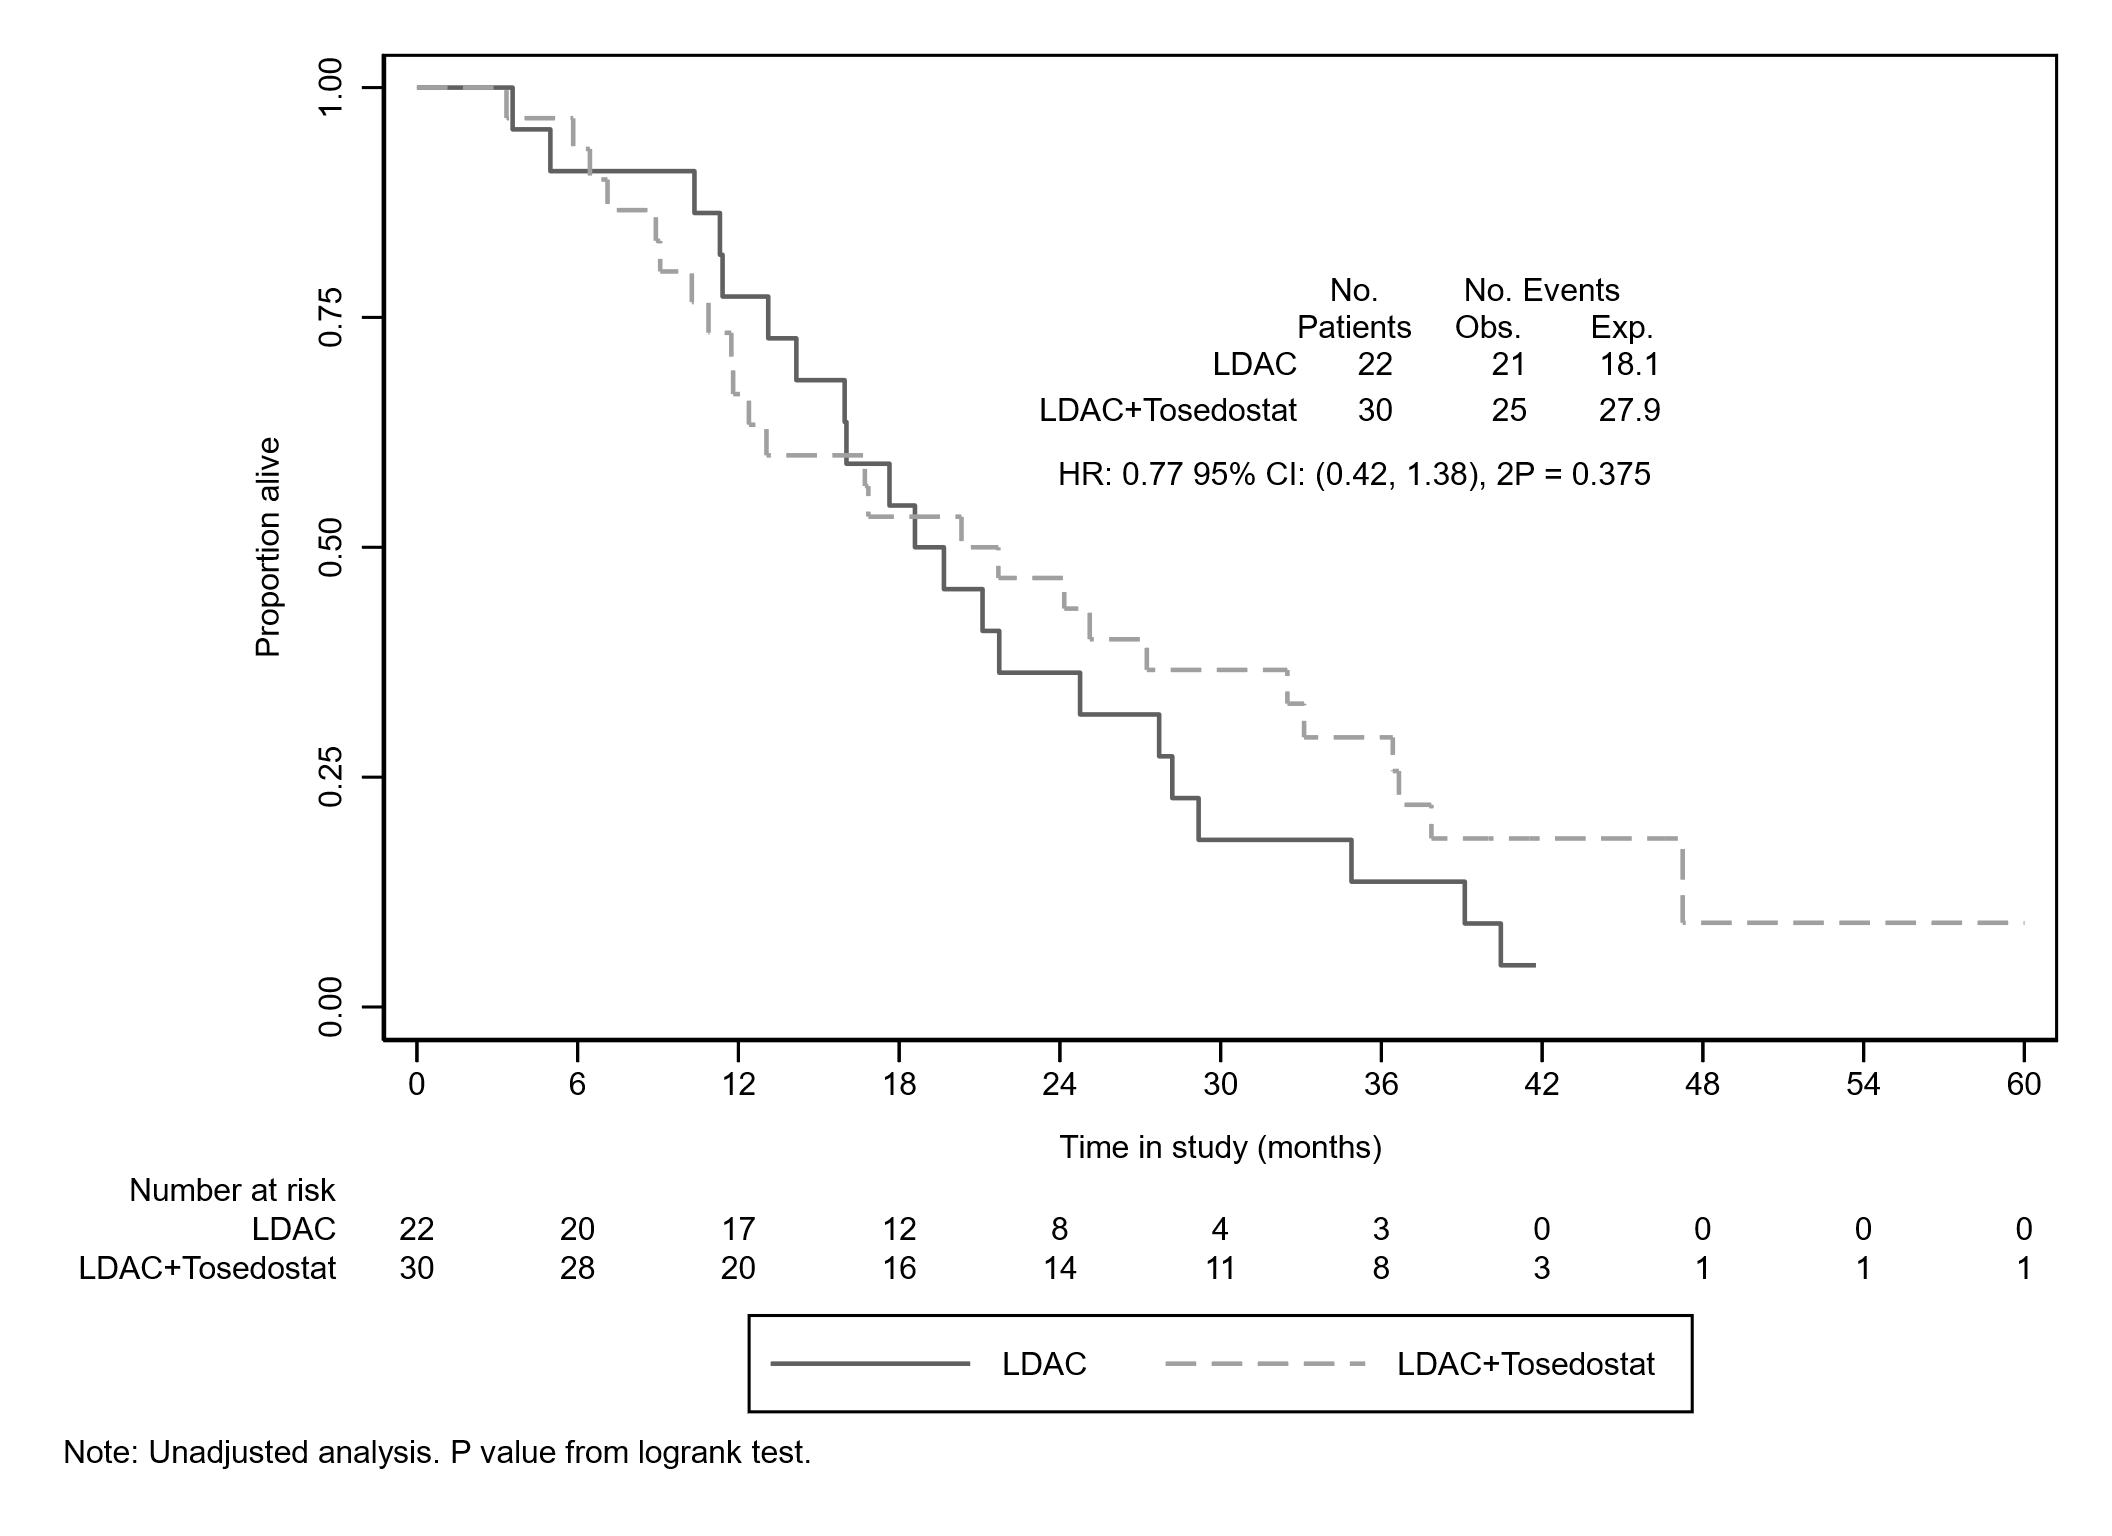 1.00
0.75
0.50
0.25
0.00
Proportion alive
No. No. Events
Patients Obs. Exp.
LDAC 22 21 18.1
LDAC+Tosedostat 30 25 27.9
HR: 0.77 95% CI: (0.42, 1.38), 2P = 0.375
0 6 12 18 24 30 36 42 48 54 60
Time in study (months)
Number at risk
LDAC 22 20 17 12 8 4 3 0 0 0 0
LDAC+Tosedostat 30 28 20 16 14 11 8 3 1 1 1
LDAC LDAC+Tosedostat
Note: Unadjusted analysis. P value from logrank test.